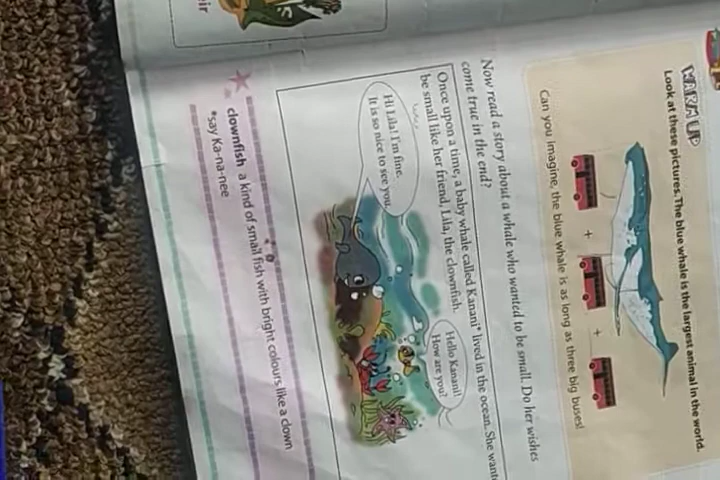 WARM UP
Look at these pictures. The blue whale is the largest animal in the world.
+
+
Can you imagine, the blue whale is as long as three big buses!
Now read a story about a whale who wanted to be small. Do her wishes
come true in the end?
Once upon a time, a baby whale called Kanani* lived in the ocean. She
be small like her friend, Lila, the clownfish.
Hello Kanani!
How are you?
Hi Lila! I'm fine.
It is so nice to see you.
clownfish a kind of small fish with bright colours like a clown
*say Ka-na-nee